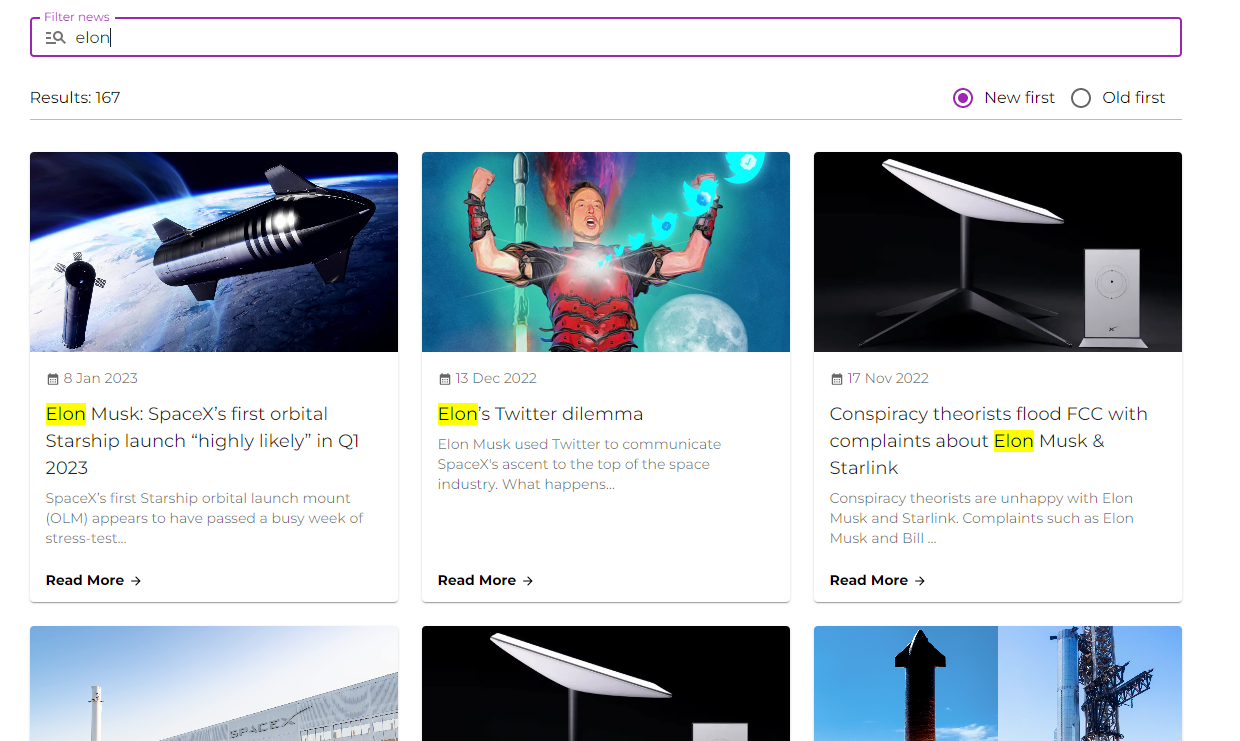 Filter news
elon
Results: 167
New first
Old first
8 Jan 2023
Elon Musk: SpaceX’s first orbital
Starship launch “highly likely” in Q1
2023
SpaceX’s first Starship orbital launch mount
(OLM) appears to have passed a busy week of
stress-test...
Read More →
13 Dec 2022
Elon’s Twitter dilemma
Elon Musk used Twitter to communicate
SpaceX's ascent to the top of the space
industry. What happens...
Read More →
17 Nov 2022
Conspiracy theorists flood FCC with
complaints about Elon Musk &
Starlink
Conspiracy theorists are unhappy with Elon
Musk and Starlink. Complaints such as Elon
Musk and Bill ...
Read More →
SPACEX